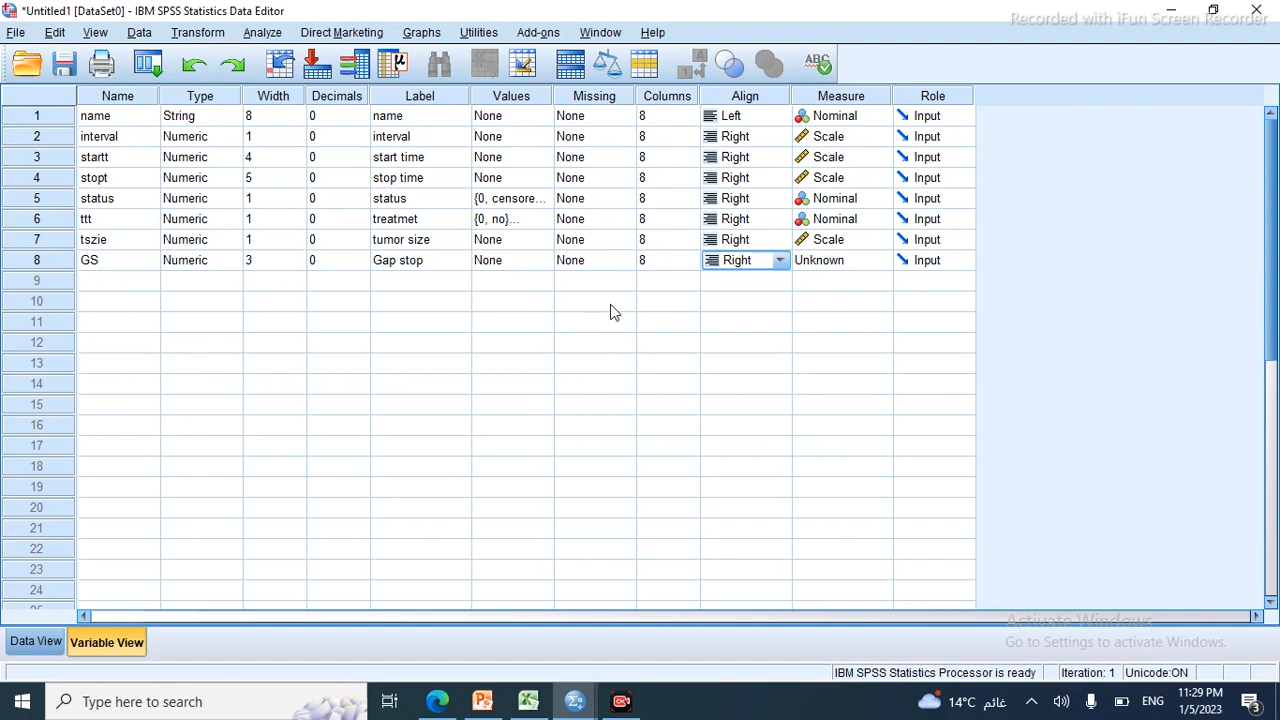 *Untitled1 [DataSet0] - IBM SPSS Statistics Data Editor
Recorded with iFun Screen Recorder
File Edit View Data Transform Analyze Direct Marketing Graphs Utilities Add-ons Window Help
Name Type Width Decimals Label Values Missing Columns Align Measure Role
1 name String 8 0 name None None 8 Left Nominal Input
2 interval Numeric 1 0 interval None None 8 Right Scale Input
3 startt Numeric 4 0 start time None None 8 Right Scale Input
4 stopt Numeric 5 0 stop time None None 8 Right Scale Input
5 status Numeric 1 0 status {0, censore... None 8 Right Nominal Input
6 ttt Numeric 1 0 treatmet {0, no}... None 8 Right Nominal Input
7 tszie Numeric 1 0 tumor size None None 8 Right Scale Input
8 GS Numeric 3 0 Gap stop None None 8 Right Unknown Input
9
10
11
12
13
14
15
16
17
18
19
20
21
22
23
24
Activate Windows
Data View Variable View
Go to Settings to activate Windows.
IBM SPSS Statistics Processor is ready Iteration: 1 Unicode:ON
Type here to search
14°C غائم
ENG
11:29 PM
1/5/2023
3